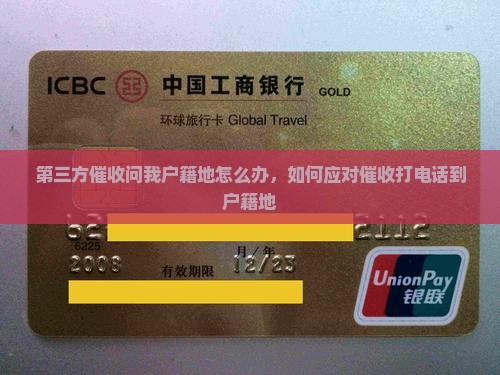 ICBC 中国工商银行 GOLD
环球旅行卡 Global Travel
第三方催收问我户籍地怎么办，如何应对催收打电话到
户籍地
62 2112
6225
月/年
2008 有效期限 12/23
UnionPay
银联